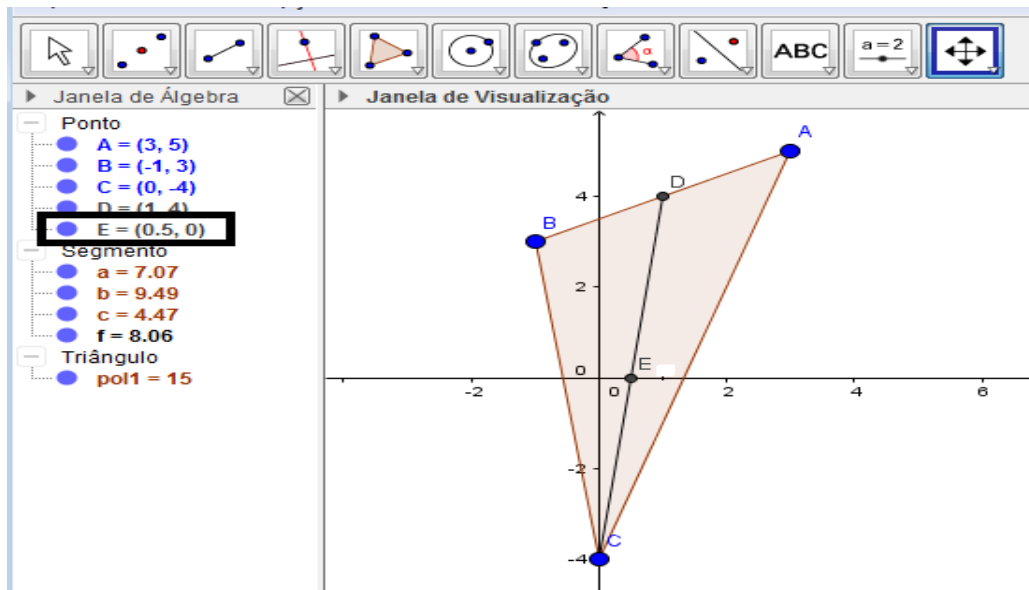 α
ABC
a = 2
Janela de Álgebra
Janela de Visualização
Ponto
A = (3, 5)
B = (-1, 3)
C = (0, -4)
D = (1, 4)
E = (0.5, 0)
Segmento
a = 7.07
b = 9.49
c = 4.47
f = 8.06
Triângulo
pol1 = 15
A
D
4
B
2
E
0
-2
0
2
4
6
-2
C
-4